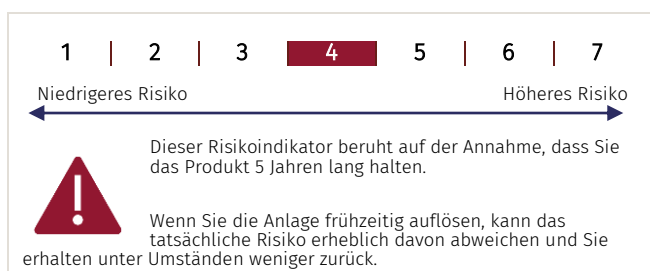 1 | 2 | 3 | 4 | 5 | 6 | 7
Niedrigeres Risiko Höheres Risiko
Dieser Risikoindikator beruht auf der Annahme, dass Sie
das Produkt 5 Jahren lang halten.
Wenn Sie die Anlage frühzeitig auflösen, kann das
tatsächliche Risiko erheblich davon abweichen und Sie
erhalten unter Umständen weniger zurück.